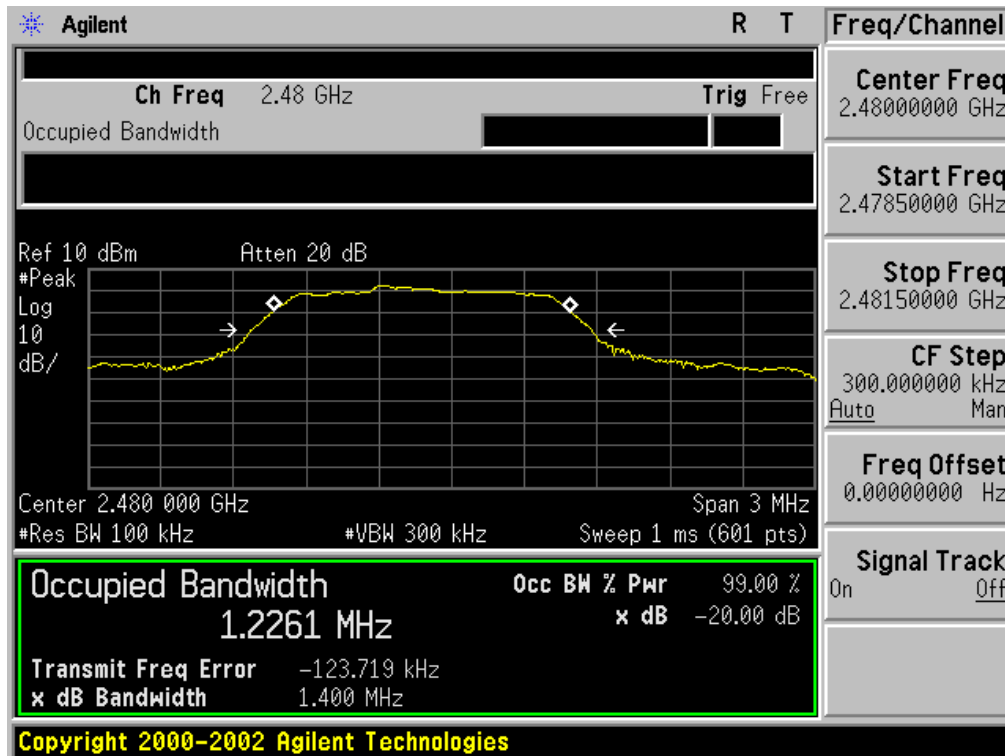 Agilent R T Freq/Channel
Ch Freq 2.48 GHz Trig Free
Occupied Bandwidth
Center Freq
2.48000000 GHz
Start Freq
2.47850000 GHz
Stop Freq
2.48150000 GHz
CF Step
300.000000 kHz
Auto Man
Freq Offset
0.00000000 Hz
Signal Track
On Off
Ref 10 dBm Atten 20 dB
#Peak
Log
10
dB/
Center 2.480 000 GHz Span 3 MHz
#Res BW 100 kHz #VBW 300 kHz Sweep 1 ms (601 pts)
Occupied Bandwidth
1.2261 MHz
Occ BW % Pwr 99.00 %
x dB -20.00 dB
Transmit Freq Error -123.719 kHz
x dB Bandwidth 1.400 MHz
Copyright 2000-2002 Agilent Technologies